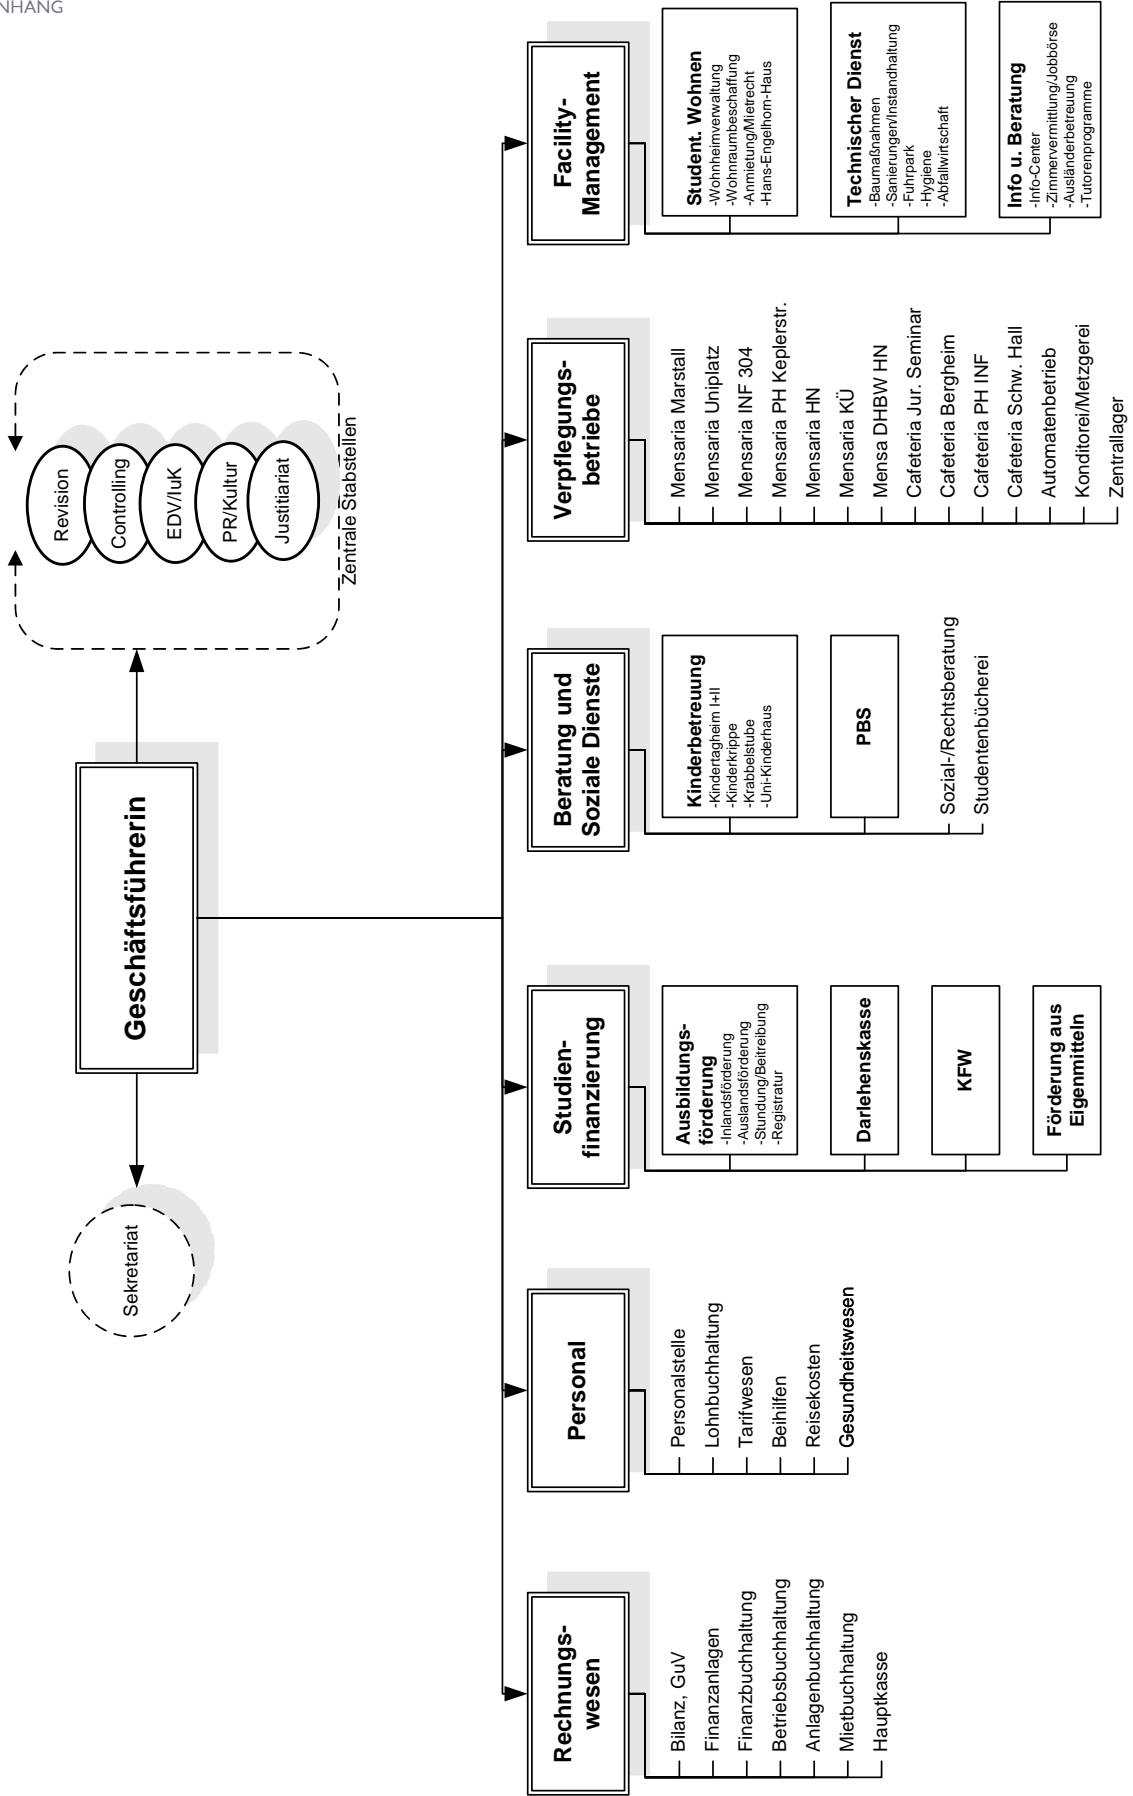 NHANG
Geschäftsführerin
Sekretariat
Revision
Controlling
EDV/IuK
PR/Kultur
Justitiariat
Zentrale Stabstellen
Rechnungs-
wesen
Bilanz, GuV
Finanzanlagen
Finanzbuchhaltung
Betriebsbuchhaltung
Anlagenbuchhaltung
Mietbuchhaltung
Hauptkasse
Personal
Personalstelle
Lohnbuchhaltung
Tarifwesen
Beihilfen
Reisekosten
Gesundheitswesen
Studien-
finanzierung
Ausbildungs-
förderung
-Inlandsförderung
-Auslandsförderung
-Stundung/Beitreibung
-Registratur
Darlehenskasse
KFW
Förderung aus
Eigenmitteln
Beratung und
Soziale Dienste
Kinderbetreuung
-Kindertagheim I+II
-Kinderkrippe
-Krabbelstube
-Uni-Kinderhaus
PBS
Sozial-/Rechtsberatung
Studentenbücherei
Verpflegungs-
betriebe
Mensaria Marstall
Mensaria Uniplatz
Mensaria INF 304
Mensaria PH Keplerstr.
Mensaria HN
Mensaria KÜ
Mensa DHBW HN
Cafeteria Jur. Seminar
Cafeteria Bergheim
Cafeteria PH INF
Cafeteria Schw. Hall
Automatenbetrieb
Konditorei/Metzgerei
Zentrallager
Facility-
Management
Student. Wohnen
-Wohnheimverwaltung
-Wohnraumbeschaffung
-Anmietung/Mietrecht
-Hans-Engelhorn-Haus
Technischer Dienst
-Baumaßnahmen
-Sanierungen/Instandhaltung
-Fuhrpark
-Hygiene
-Abfallwirtschaft
Info u. Beratung
-Info-Center
-Zimmervermittlung/Jobbörse
-Ausländerbetreuung
-Tutorenprogramme